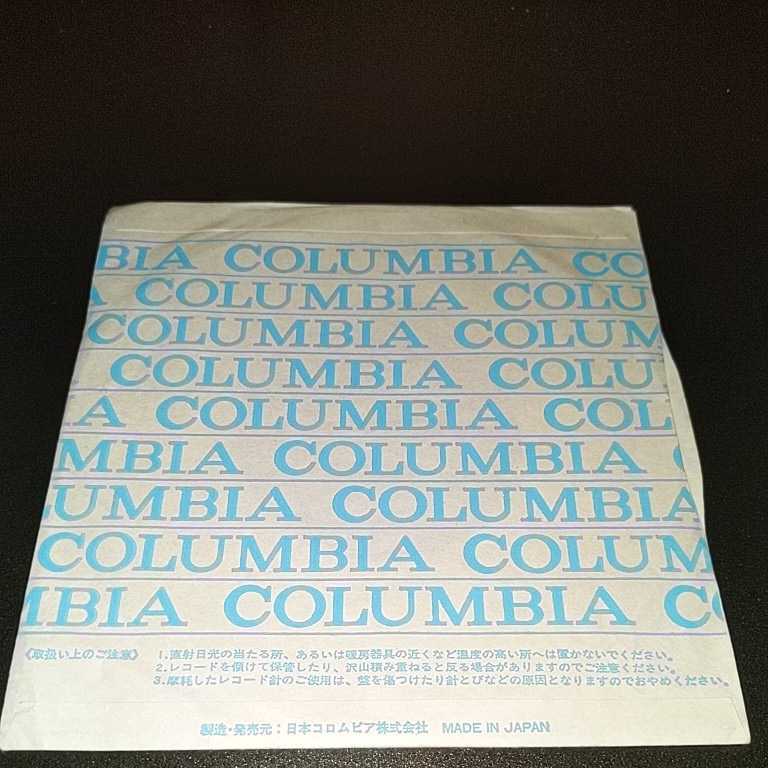 BIA COLUMBIA CO
A COLUMBIA COLU
COLUMBIA COLUM
COLUMBIA COLU
IA COLUMBIA COL
MBIA COLUMBIA C
UMBIA COLUMBIA
COLUMBIA COLUM
MBIA COLUMBIA CO
《取扱い上のご注意》 1.直射日光の当たる所、あるいは暖房器具の近くなど温度の高い所へは置かないでください。
2.レコードを傾けて保管したり、沢山積み重ねると反る場合がありますのでご注意ください。
3.摩耗したレコード針のご使用は、盤を傷つけたり針とびなどの原因となりますのでおやめください。
製造・発売元：日本コロムビア株式会社 MADE IN JAPAN